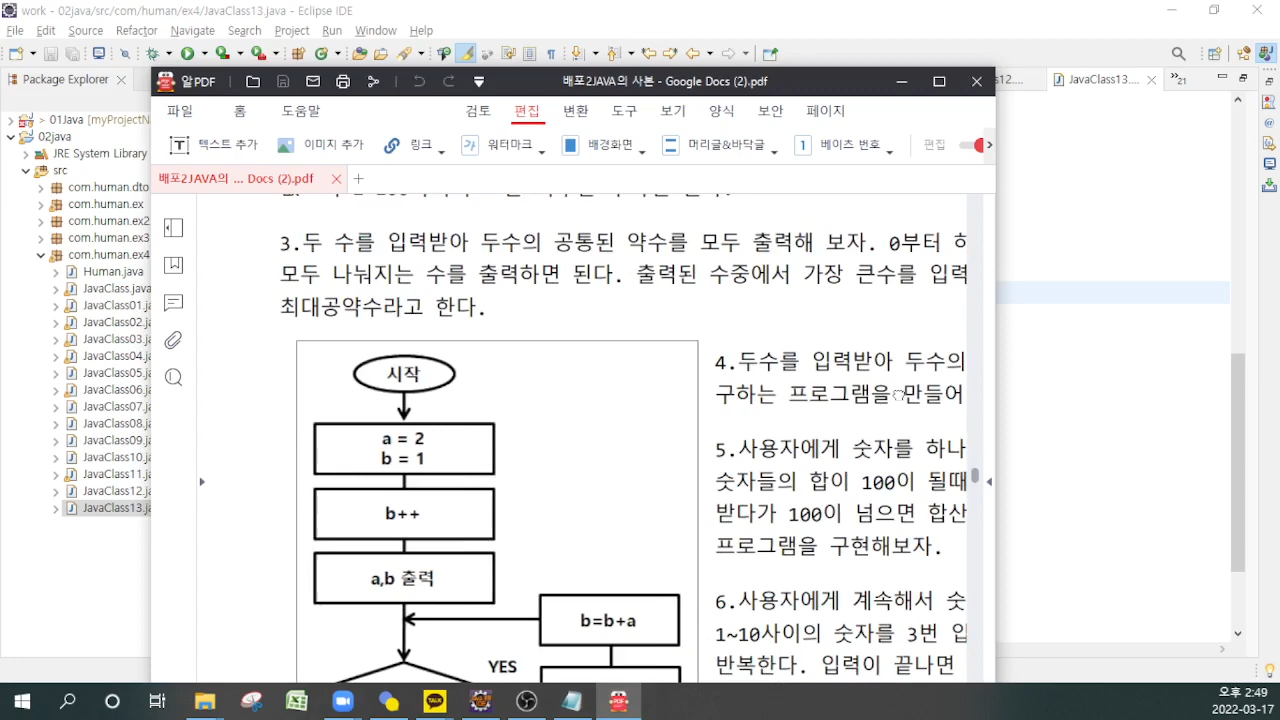 work - 02java/src/com/human/ex4/JavaClass13.java - Eclipse IDE
File Edit Source Refactor Navigate Search Project Run Window Help
Package Explorer
12....
JavaClass13....
21
01Java [myProjectN
02java
JRE System Library
src
com.human.dto
com.human.ex
com.human.ex2
com.human.ex3
com.human.ex4
Human.java
JavaClass.java
JavaClass01.j
JavaClass02.j
JavaClass03.j
JavaClass04.j
JavaClass05.j
JavaClass06.j
JavaClass07.j
JavaClass08.j
JavaClass09.j
JavaClass10.j
JavaClass11.j
JavaClass12.j
JavaClass13.j
알PDF
배포2JAVA의 사본 - Google Docs (2).pdf
파일 홈 도움말 검토 편집 변환 도구 보기 양식 보안 페이지
텍스트 추가 이미지 추가 링크 워터마크 배경화면 머리글&바닥글 베이츠 번호 편집
배포2JAVA의 ... Docs (2).pdf
3.두 수를 입력받아 두수의 공통된 약수를 모두 출력해 보자. 0부터
모두 나눠지는 수를 출력하면 된다. 출력된 수중에서 가장 큰수를 입력
최대공약수라고 한다.
시작
a = 2
b = 1
b++
a,b 출력
b=b+a
YES
4.두수를 입력받아 두수의
구하는 프로그램을 만들어
5.사용자에게 숫자를 하나
숫자들의 합이 100이 될때
받다가 100이 넘으면 합산
프로그램을 구현해보자.
6.사용자에게 계속해서 숫
1~10사이의 숫자를 3번 입
반복한다. 입력이 끝나면
오후 2:49
2022-03-17